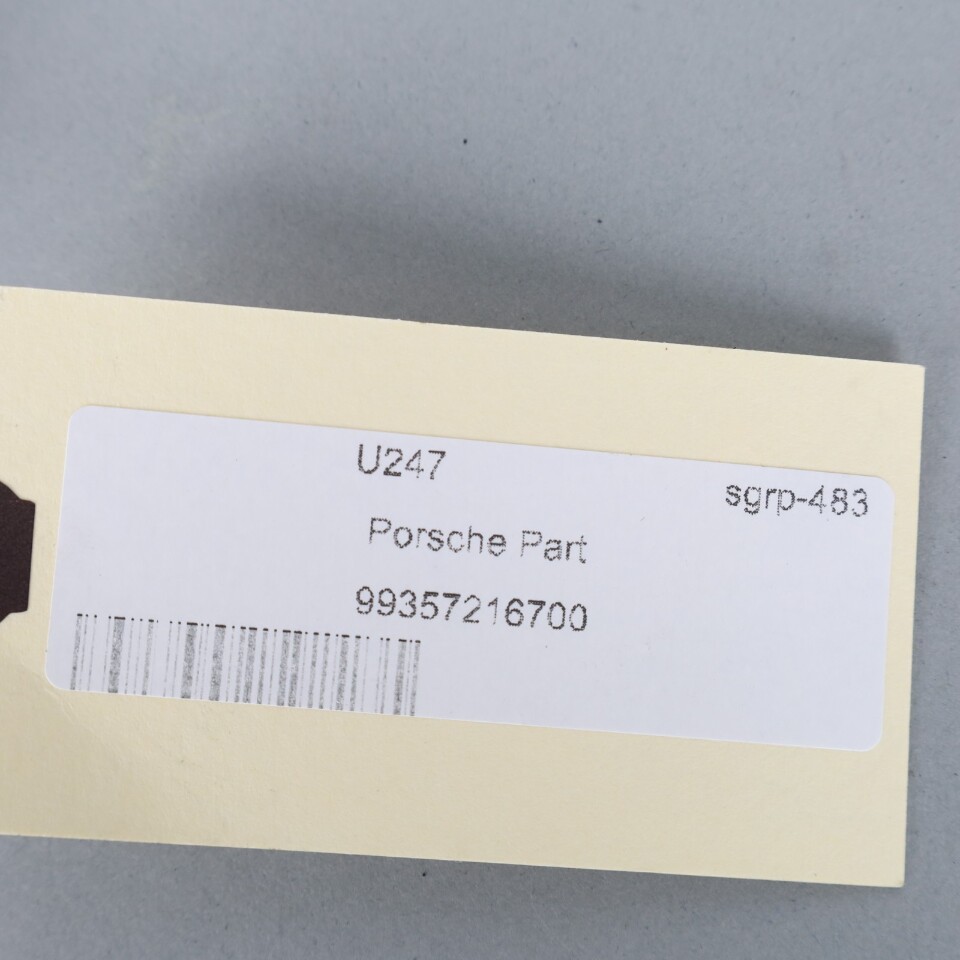 U247
sgrp-483
Porsche Part
99357216700